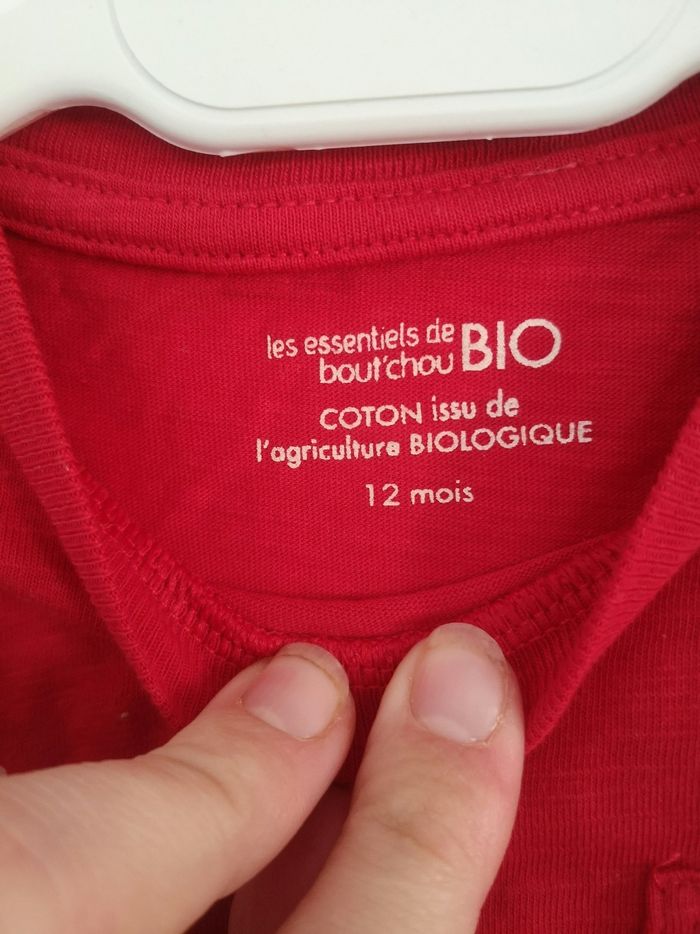 les essentiels de
bout'chou BIO
COTON issu de
l'agriculture BIOLOGIQUE
12 mois